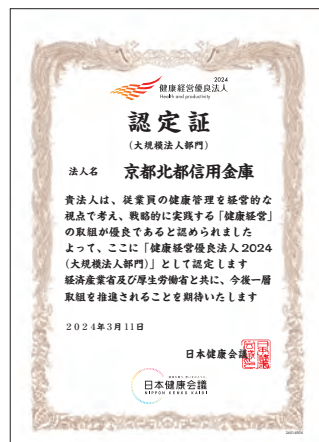 2024
健康経営優良法人
Health and productivity
認定証
(大規模法人部門)
法人名 京都北都信用金庫
貴法人は、従業員の健康管理を経営的な
視点で考え、戦略的に実践する「健康経営」
の取組が優良であると認められました
よって、ここに「健康経営優良法人2024
(大規模法人部門)」として認定します
経済産業省及び厚生労働省と共に、今後一層
取組を推進されることを期待いたします
2024年3月11日
日本健康会議
日本健康会議
NIPPON KENKO KAIGI